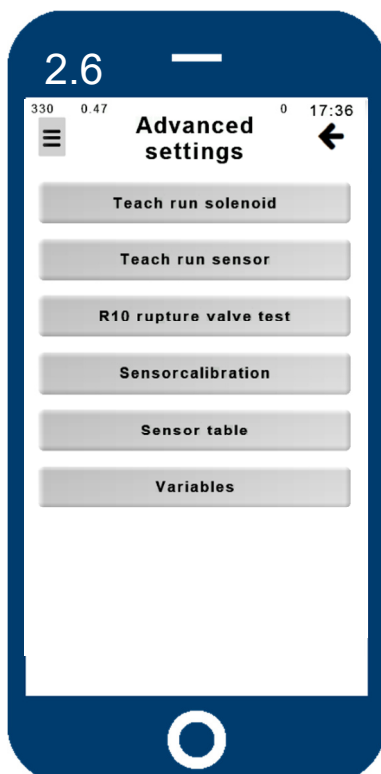 2.6
330 0.47 0 17:36
Advanced
settings
Teach run solenoid
Teach run sensor
R10 rupture valve test
Sensorcalibration
Sensor table
Variables